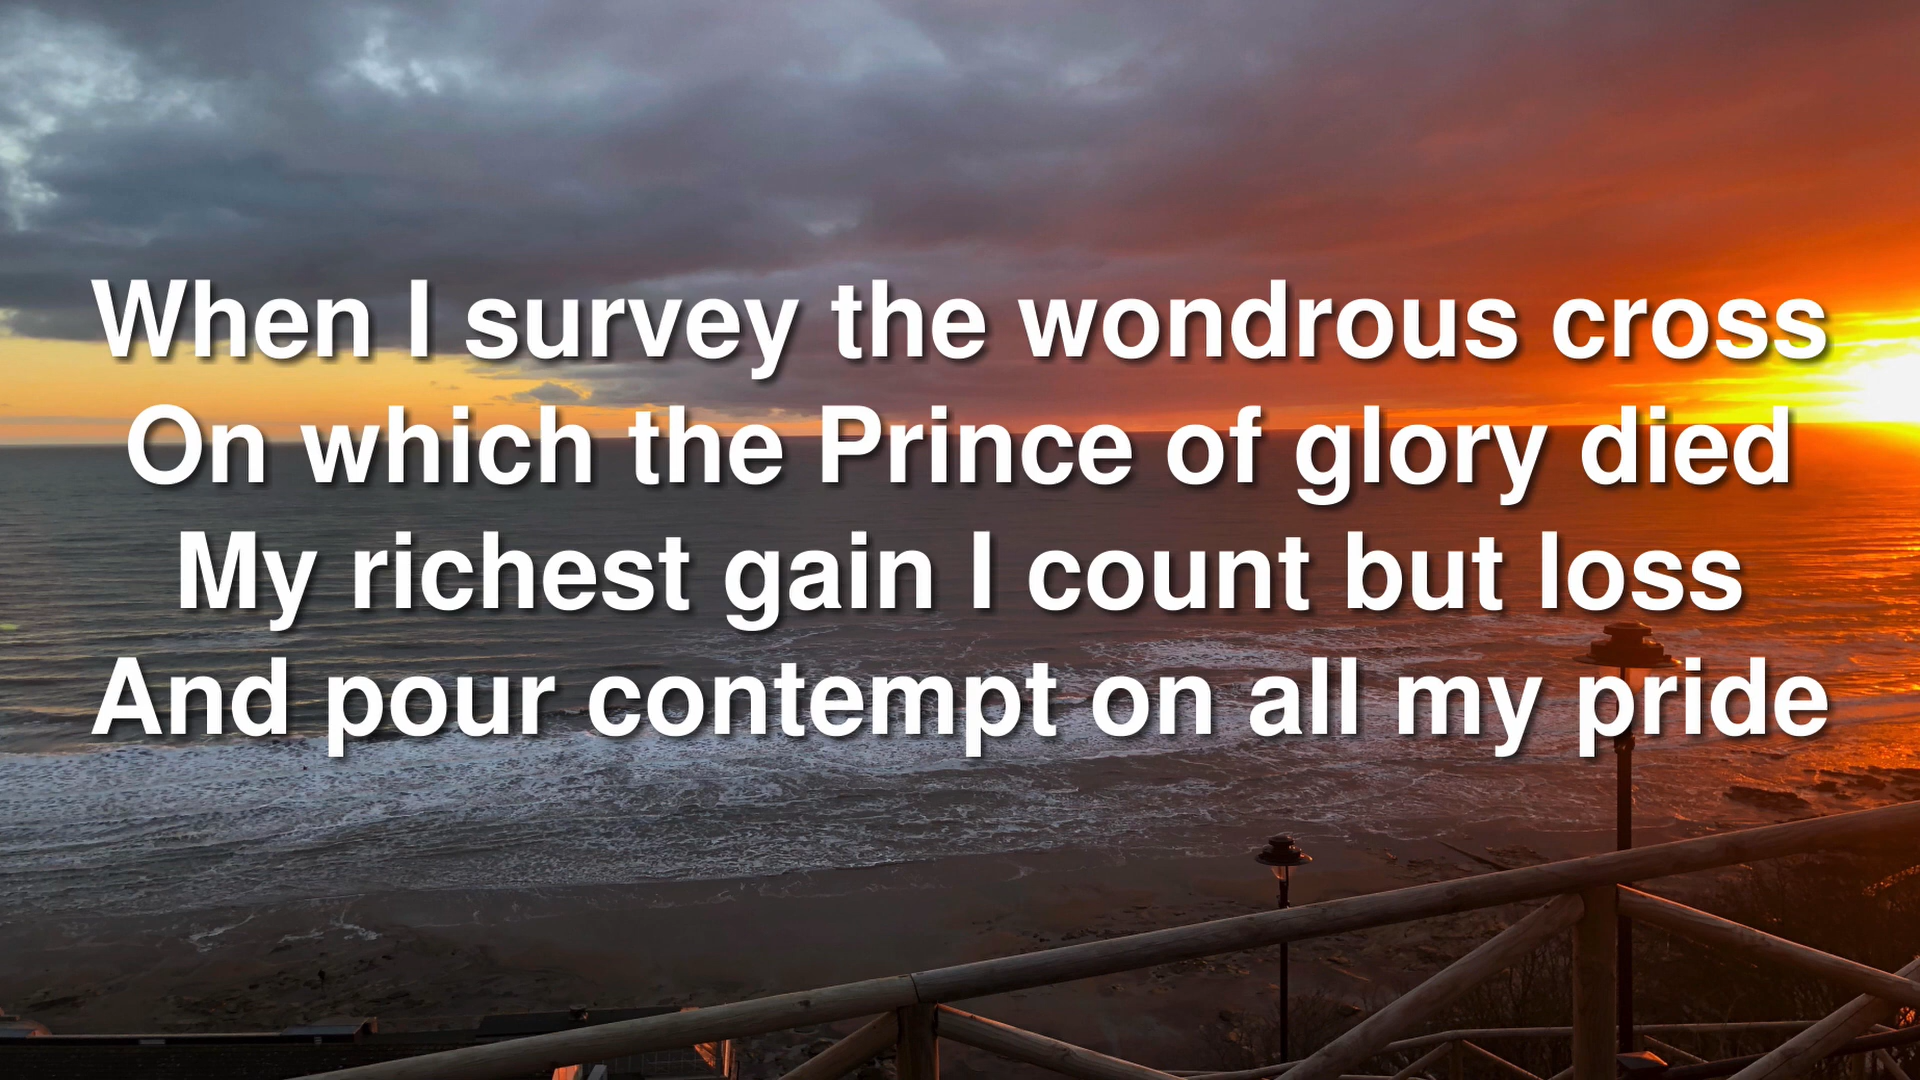 When I survey the wondrous cross
On which the Prince of glory died
My richest gain I count but loss
And pour contempt on all my pride